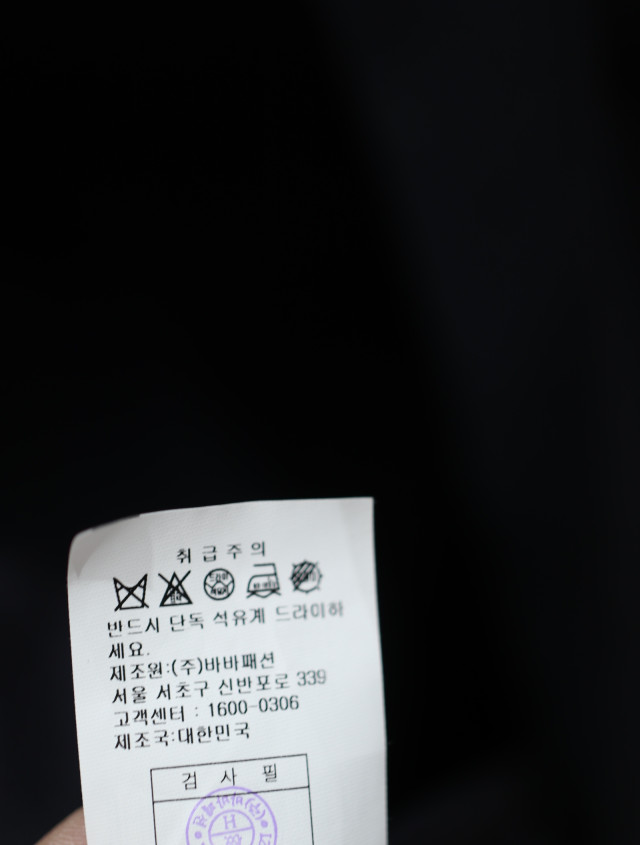 취급주의
반드시 단독 석유계 드라이하
세요.
제조원:(주)바바패션
서울 서초구 신반포로 339
고객센터 : 1600-0306
제조국:대한민국
검 사 필
H